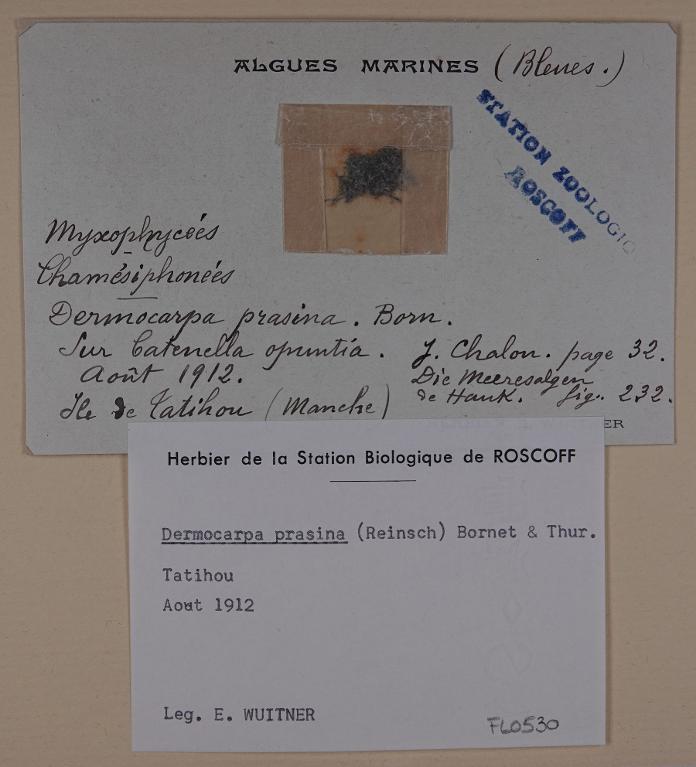 ALGUES MARINES (Bleues.)
STATION ZOOLOGIQ
ROSCOFF
Myxophycées
Chamésiphonées
Dermocarpa prasina. Born.
Sur Catenella opuntia.
Août 1912.
Ile de Tatihou (Manche)
J. Chalon. page 32.
Die Meeresalgen
de Hauk. fig. 232.
ER
Herbier de la Station Biologique de ROSCOFF
Dermocarpa prasina (Reinsch) Bornet & Thur.
Tatihou
Aout 1912
Leg. E. WUITNER
FL0530